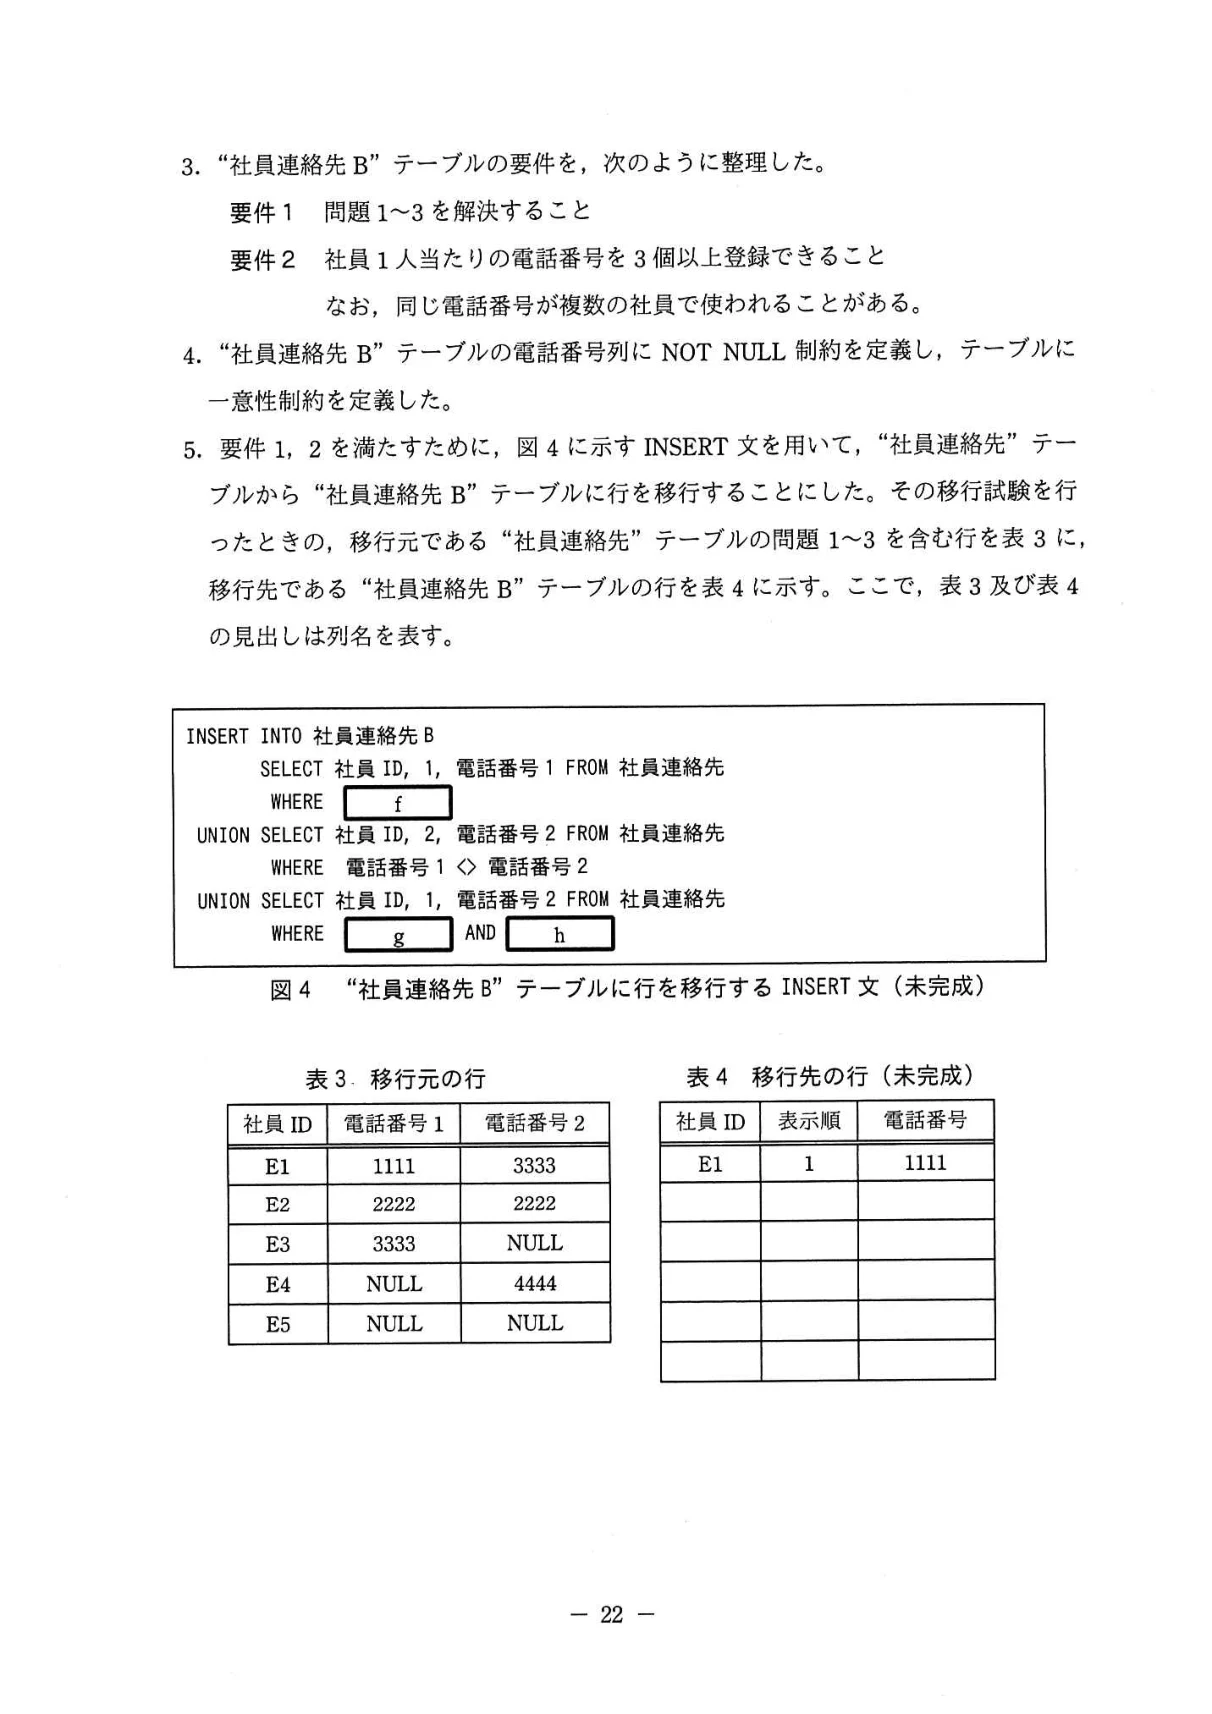 3. “社員連絡先 B” テーブルの要件を，次のように整理した。
要件1 問題 1～3 を解決すること
要件2 社員 1 人当たりの電話番号を 3 個以上登録できること
なお，同じ電話番号が複数の社員で使われることがある。
4. “社員連絡先 B” テーブルの電話番号列に NOT NULL 制約を定義し，テーブルに
一意性制約を定義した。
5. 要件 1，2 を満たすために，図 4 に示す INSERT 文を用いて，“社員連絡先” テー
ブルから “社員連絡先 B” テーブルに行を移行することにした。その移行試験を行
ったときの，移行元である “社員連絡先” テーブルの問題 1～3 を含む行を表 3 に，
移行先である “社員連絡先 B” テーブルの行を表 4 に示す。ここで，表 3 及び表 4
の見出しは列名を表す。
INSERT INTO 社員連絡先B
SELECT 社員 ID, 1, 電話番号1 FROM 社員連絡先
WHERE f
UNION SELECT 社員 ID, 2, 電話番号2 FROM 社員連絡先
WHERE 電話番号1 <> 電話番号2
UNION SELECT 社員 ID, 1, 電話番号2 FROM 社員連絡先
WHERE g AND h
図4 “社員連絡先B” テーブルに行を移行する INSERT 文（未完成）
表3 移行元の行
社員 ID 電話番号1 電話番号2
E1 1111 3333
E2 2222 2222
E3 3333 NULL
E4 NULL 4444
E5 NULL NULL
表4 移行先の行（未完成）
社員 ID 表示順 電話番号
E1 1 1111
－ 22 －